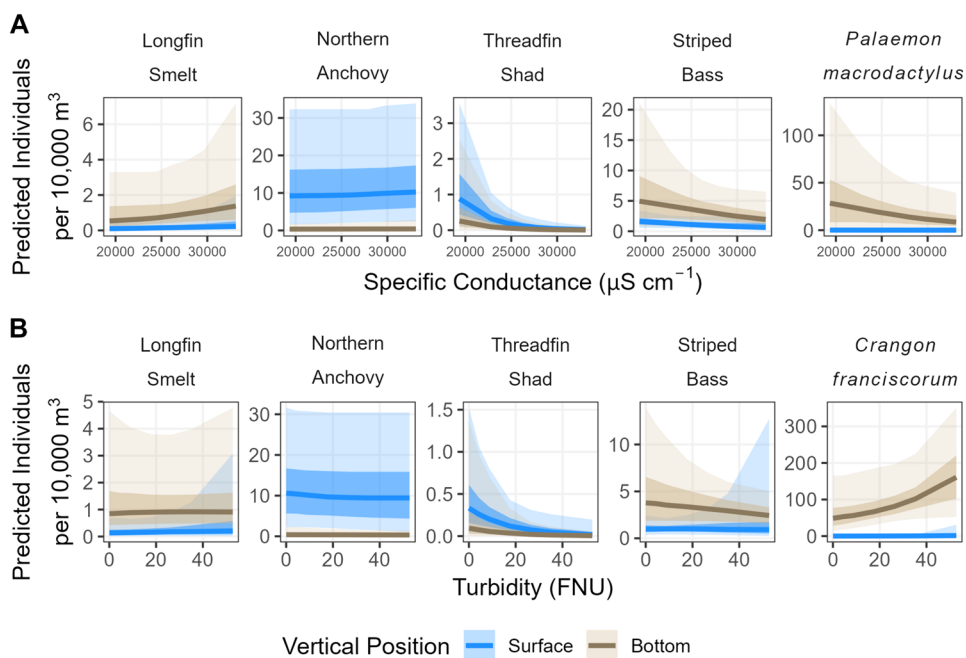 A
Longfin Smelt
Northern Anchovy
Threadfin Shad
Striped Bass
Palaemon macrodactylus
Predicted Individuals per 10,000 m³
6
4
2
0
30
20
10
0
3
2
1
0
20
15
10
5
0
100
50
0
20000 25000 30000
20000 25000 30000
20000 25000 30000
20000 25000 30000
20000 25000 30000
Specific Conductance (µS cm⁻¹)
B
Longfin Smelt
Northern Anchovy
Threadfin Shad
Striped Bass
Crangon franciscorum
Predicted Individuals per 10,000 m³
5
4
3
2
1
0
30
20
10
0
1.5
1.0
0.5
0.0
10
5
0
300
200
100
0
0 20 40
0 20 40
0 20 40
0 20 40
0 20 40
Turbidity (FNU)
Vertical Position Surface Bottom